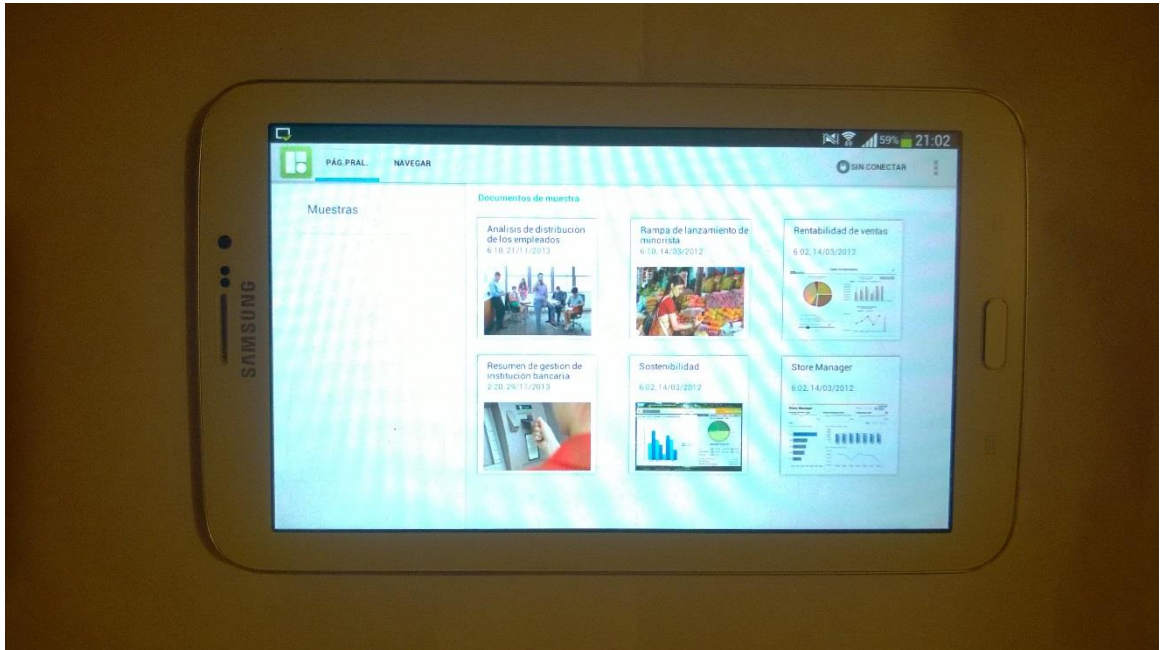 59% 21:02
PÁG.PRAL. NAVEGAR SIN CONECTAR
Muestras
Documentos de muestra
Análisis de distribución
de los empleados
6:10, 21/11/2013
Rampa de lanzamiento de
minorista
6:10, 14/03/2012
Rentabilidad de ventas
6:02, 14/03/2012
Resumen de gestión de
institución bancaria
2:20, 29/11/2013
Sostenibilidad
6:02, 14/03/2012
Store Manager
6:02, 14/03/2012
Store Manager
SAMSUNG